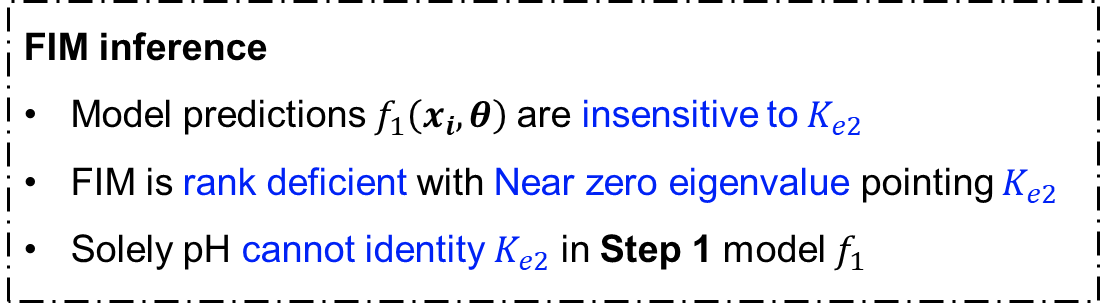 FIM inference
• Model predictions f₁(xᵢ, θ) are insensitive to Kₑ₂
• FIM is rank deficient with Near zero eigenvalue pointing Kₑ₂
• Solely pH cannot identity Kₑ₂ in Step 1 model f₁